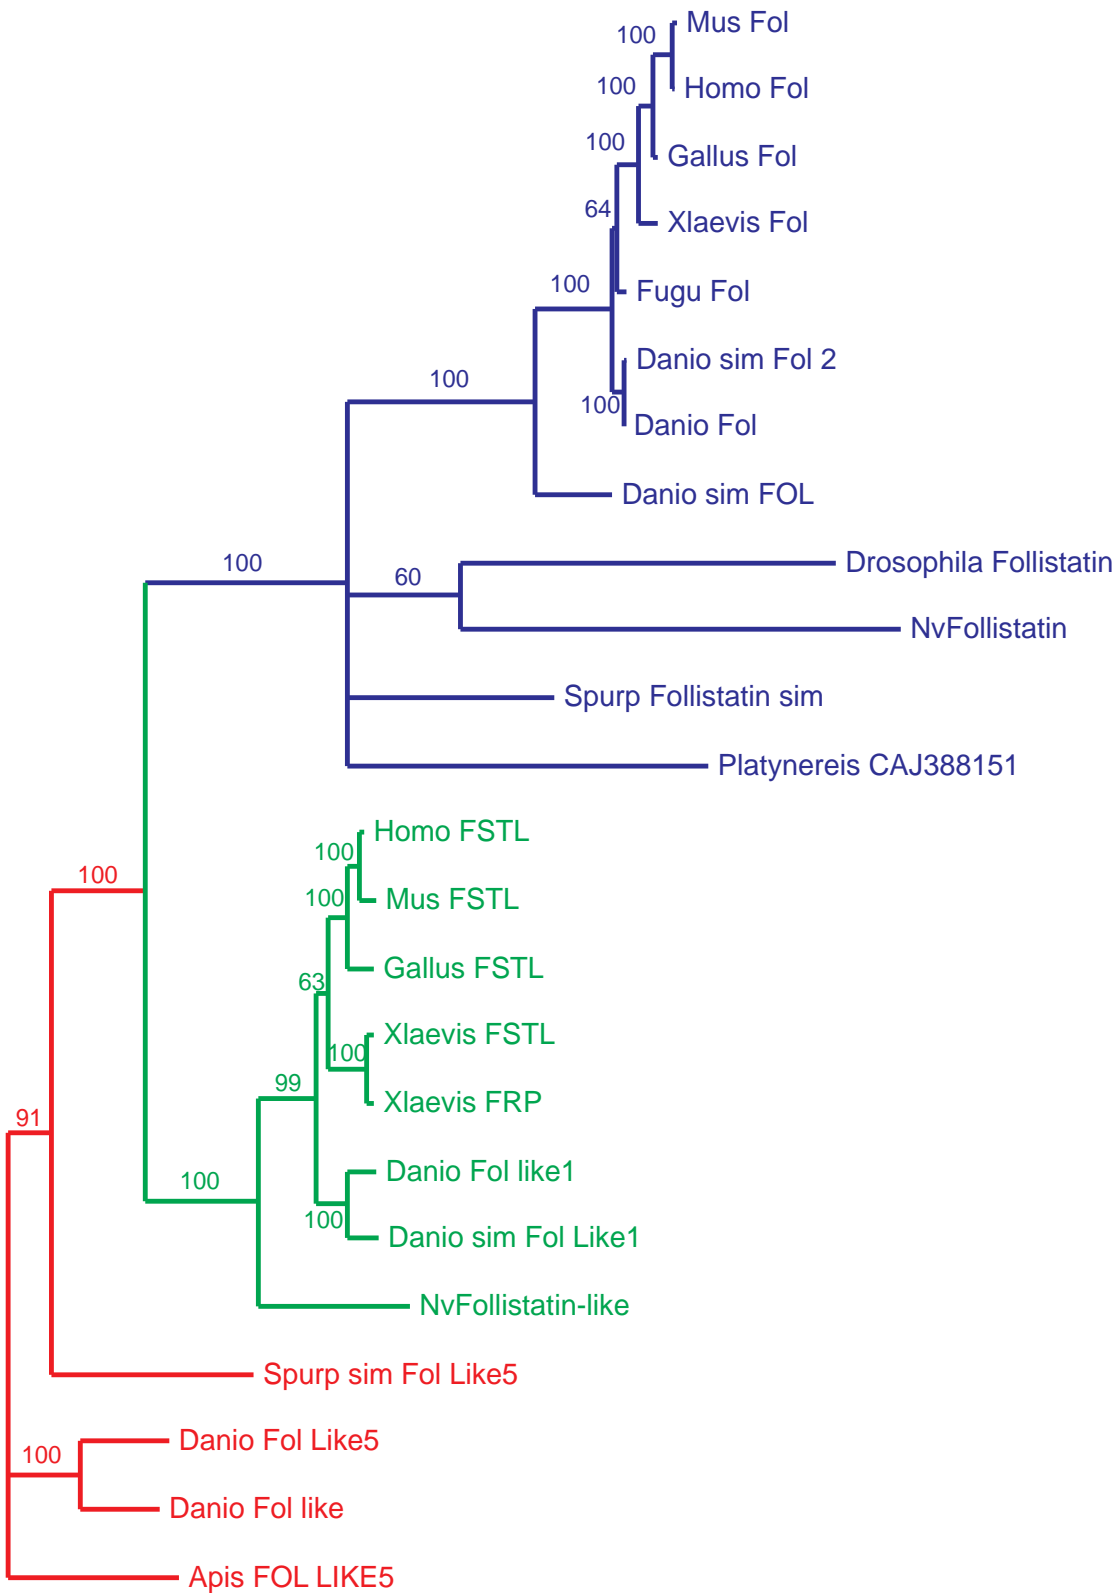 Mus Fol
100
Homo Fol
100
100
Gallus Fol
64
Xlaevis Fol
100
Fugu Fol
Danio sim Fol 2
100
100
Danio Fol
Danio sim FOL
100
Drosophila Follistatin
60
NvFollistatin
Spurp Follistatin sim
Platynereis CAJ388151
Homo FSTL
100
100
Mus FSTL
100
Gallus FSTL
63
Xlaevis FSTL
100
99
Xlaevis FRP
91
Danio Fol like1
100
100
Danio sim Fol Like1
NvFollistatin-like
Spurp sim Fol Like5
Danio Fol Like5
100
Danio Fol like
Apis FOL LIKE5